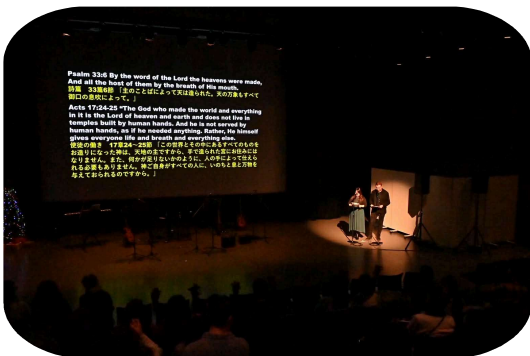 Psalm 33:6 By the word of the Lord the heavens were made,
And all the host of them by the breath of His mouth.
詩篇　33篇6節　「主のことばによって天は造られた。天の万象もすべて
御口の息吹によって。」
Acts 17:24-25 “The God who made the world and everything
in it is the Lord of heaven and earth and does not live in
temples built by human hands. And he is not served by
human hands, as if he needed anything. Rather, He himself
gives everyone life and breath and everything else.
使徒の働き　17章24～25節　「この世界とその中にあるすべてのものを
お造りになった神は、天地の主ですから、手で造られた宮にお住みには
なりません。また、何かが足りないかのように、人の手によって仕えら
れる必要もありません。神ご自身がすべての人に、いのちと息と万物を
与えておられるのですから。」